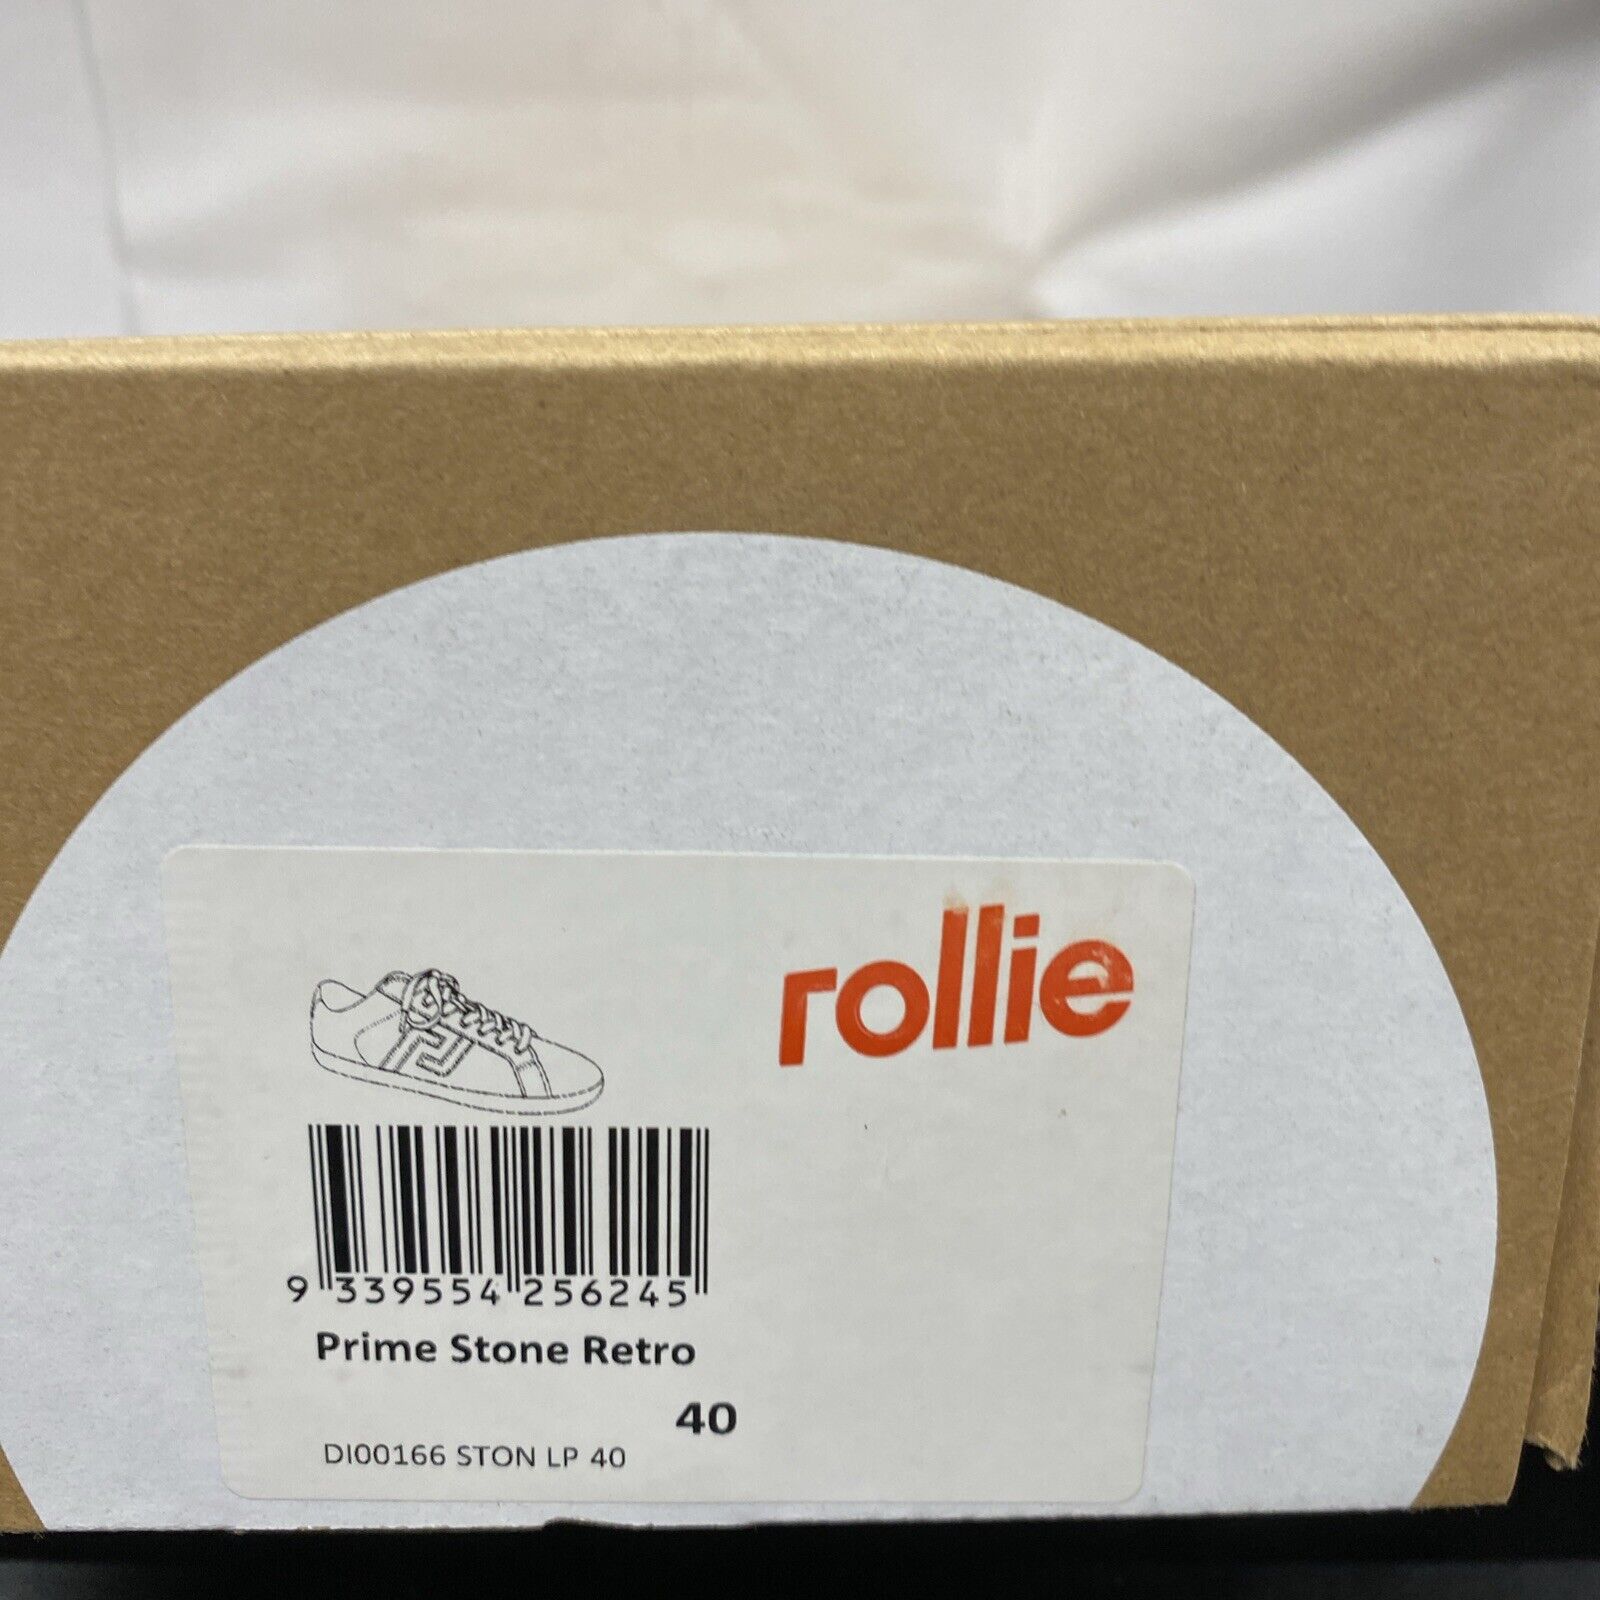 rollie
9 339554 256245
Prime Stone Retro
40
DI00166 STON LP 40